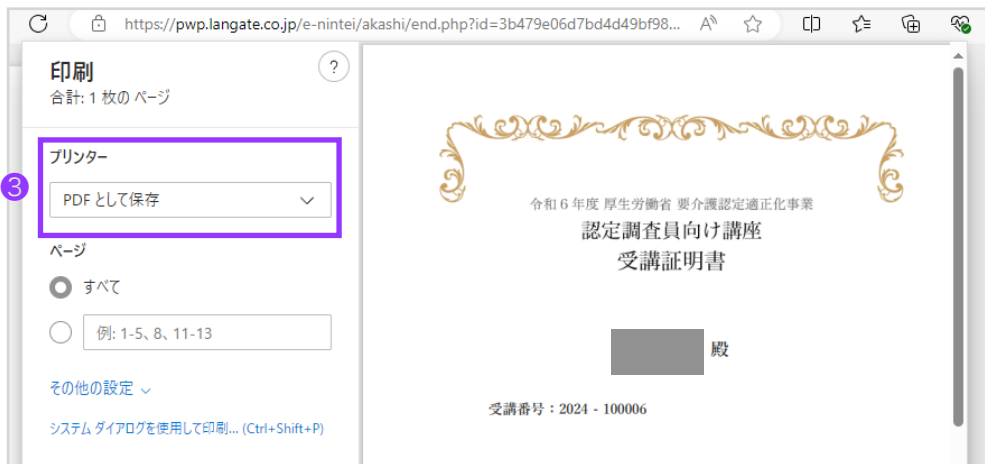 https://pwp.langate.co.jp/e-nintei/akashi/end.php?id=3b479e06d7bd4d49bf98...
印刷
?
合計: 1 枚の ページ
3
プリンター
PDF として保存
ページ
すべて
例: 1-5、8、11-13
その他の設定
システム ダイアログを使用して印刷... (Ctrl+Shift+P)
令和 6 年度 厚生労働省 要介護認定適正化事業
認定調査員向け講座
受講証明書
殿
受講番号：2024 - 100006